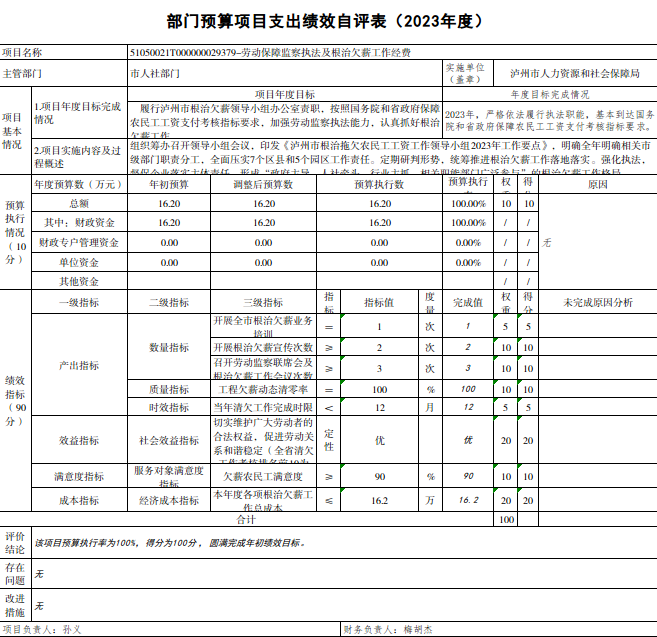 部门预算项目支出绩效自评表（2023年度）
项目名称 51050021T000000029379-劳动保障监察执法及根治欠薪工作经费
主管部门 市人社部门 实施单位（盖章） 泸州市人力资源和社会保障局
项目基本情况
1.项目年度目标完成情况
项目年度目标 年度目标完成情况
履行泸州市根治欠薪领导小组办公室责职，按照国务院和省政府保障
农民工工资支付考核指标要求，加强劳动监察执法能力，认真抓好根治
欠薪工作
2023年，严格依法履行执法职能，基本到达国务
院和省政府保障农民工工资支付考核指标要求。
2.项目实施内容及过程概述
组织筹办召开领导小组会议，印发《泸州市根治拖欠农民工工资工作领导小组2023年工作要点》，明确全年明确相关市
级部门职责分工，全面压实7个区县和5个园区工作责任。定期研判形势，统筹推进根治欠薪工作落地落实。强化执法，
督促企业落实主体责任，形成“政府主导、人社牵头、行业主抓、相关职能部门广泛参与”的根治欠薪工作格局
预算执行情况（10分）
年度预算数（万元） 年初预算 调整后预算数 预算执行数 预算执行 权 得 原因
总额 16.20 16.20 16.20 100.00% 10 10 无
其中：财政资金 16.20 16.20 16.20 100.00% / /
财政专户管理资金 0.00 0.00 0.00 0.00% / /
单位资金 0.00 0.00 0.00 0.00% / /
其他资金 / /
绩效指标（90分）
一级指标 二级指标 三级指标 指标 指标值 度量 完成值 权重 得分 未完成原因分析
产出指标 数量指标 开展全市根治欠薪业务培训 ＝ 1 次 1 5 5
开展根治欠薪宣传次数 ≥ 2 次 2 10 10
召开劳动监察联席会及根治欠薪工作会议次数 ≥ 3 次 3 10 10
质量指标 工程欠薪动态清零率 ＝ 100 % 100 10 10
时效指标 当年清欠工作完成时限 ＜ 12 月 12 5 5
效益指标 社会效益指标 切实维护广大劳动者的合法权益，促进劳动关系和谐稳定（全省清欠工作考核排名前10为 定性 优 优 20 20
满意度指标 服务对象满意度指标 欠薪农民工满意度 ≥ 90 % 90 10 10
成本指标 经济成本指标 本年度各项根治欠薪工作总成本 ≤ 16.2 万 16.2 20 20
合计 100
评价结论 该项目预算执行率为100%，得分为100分，圆满完成年初绩效目标。
存在问题 无
改进措施 无
项目负责人：孙义 财务负责人：梅胡杰